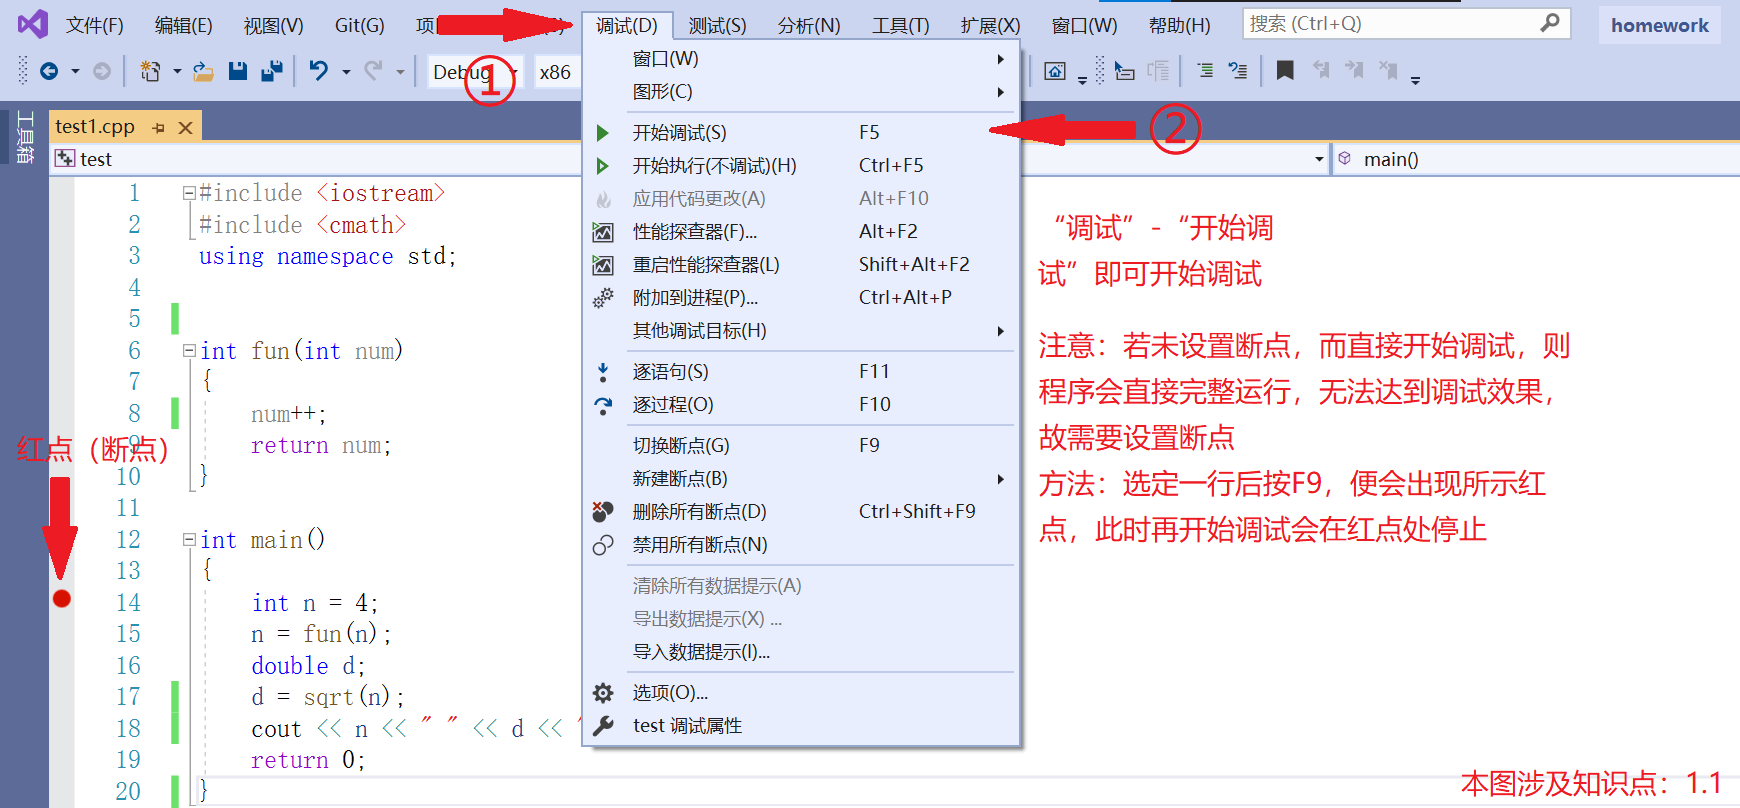 文件(F) 编辑(E) 视图(V) Git(G) 项 调试(D) 测试(S) 分析(N) 工具(T) 扩展(X) 窗口(W) 帮助(H) 搜索 (Ctrl+Q) homework
Debug x86
①
工具箱
test1.cpp
test
main()
窗口(W)
图形(C)
开始调试(S) F5
②
开始执行(不调试)(H) Ctrl+F5
应用代码更改(A) Alt+F10
性能探查器(F)... Alt+F2
重启性能探查器(L) Shift+Alt+F2
附加到进程(P)... Ctrl+Alt+P
其他调试目标(H)
逐语句(S) F11
逐过程(O) F10
切换断点(G) F9
新建断点(B)
删除所有断点(D) Ctrl+Shift+F9
禁用所有断点(N)
清除所有数据提示(A)
导出数据提示(X) ...
导入数据提示(I)...
选项(O)...
test 调试属性
1 #include <iostream>
2 #include <cmath>
3 using namespace std;
4
5
6 int fun(int num)
7 {
8 num++;
9 return num;
10 }
11
12 int main()
13 {
14 int n = 4;
15 n = fun(n);
16 double d;
17 d = sqrt(n);
18 cout << n << " " << d << "
19 return 0;
20 }
红点（断点）
“调试” - “开始调
试” 即可开始调试
注意：若未设置断点，而直接开始调试，则
程序会直接完整运行，无法达到调试效果，
故需要设置断点
方法：选定一行后按F9，便会出现所示红
点，此时再开始调试会在红点处停止
本图涉及知识点：1.1